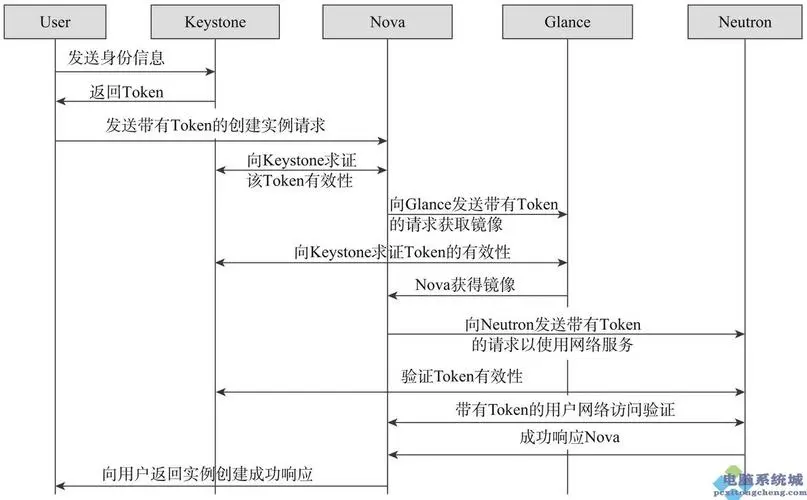 User
Keystone
Nova
Glance
Neutron
发送身份信息
返回Token
发送带有Token的创建实例请求
向Keystone求证
该Token有效性
向Glance发送带有Token
的请求获取镜像
向Keystone求证Token的有效性
Nova获得镜像
向Neutron发送带有Token
的请求以使用网络服务
验证Token有效性
带有Token的用户网络访问验证
成功响应Nova
向用户返回实例创建成功响应
电脑系统城
pcxitongcheng.com